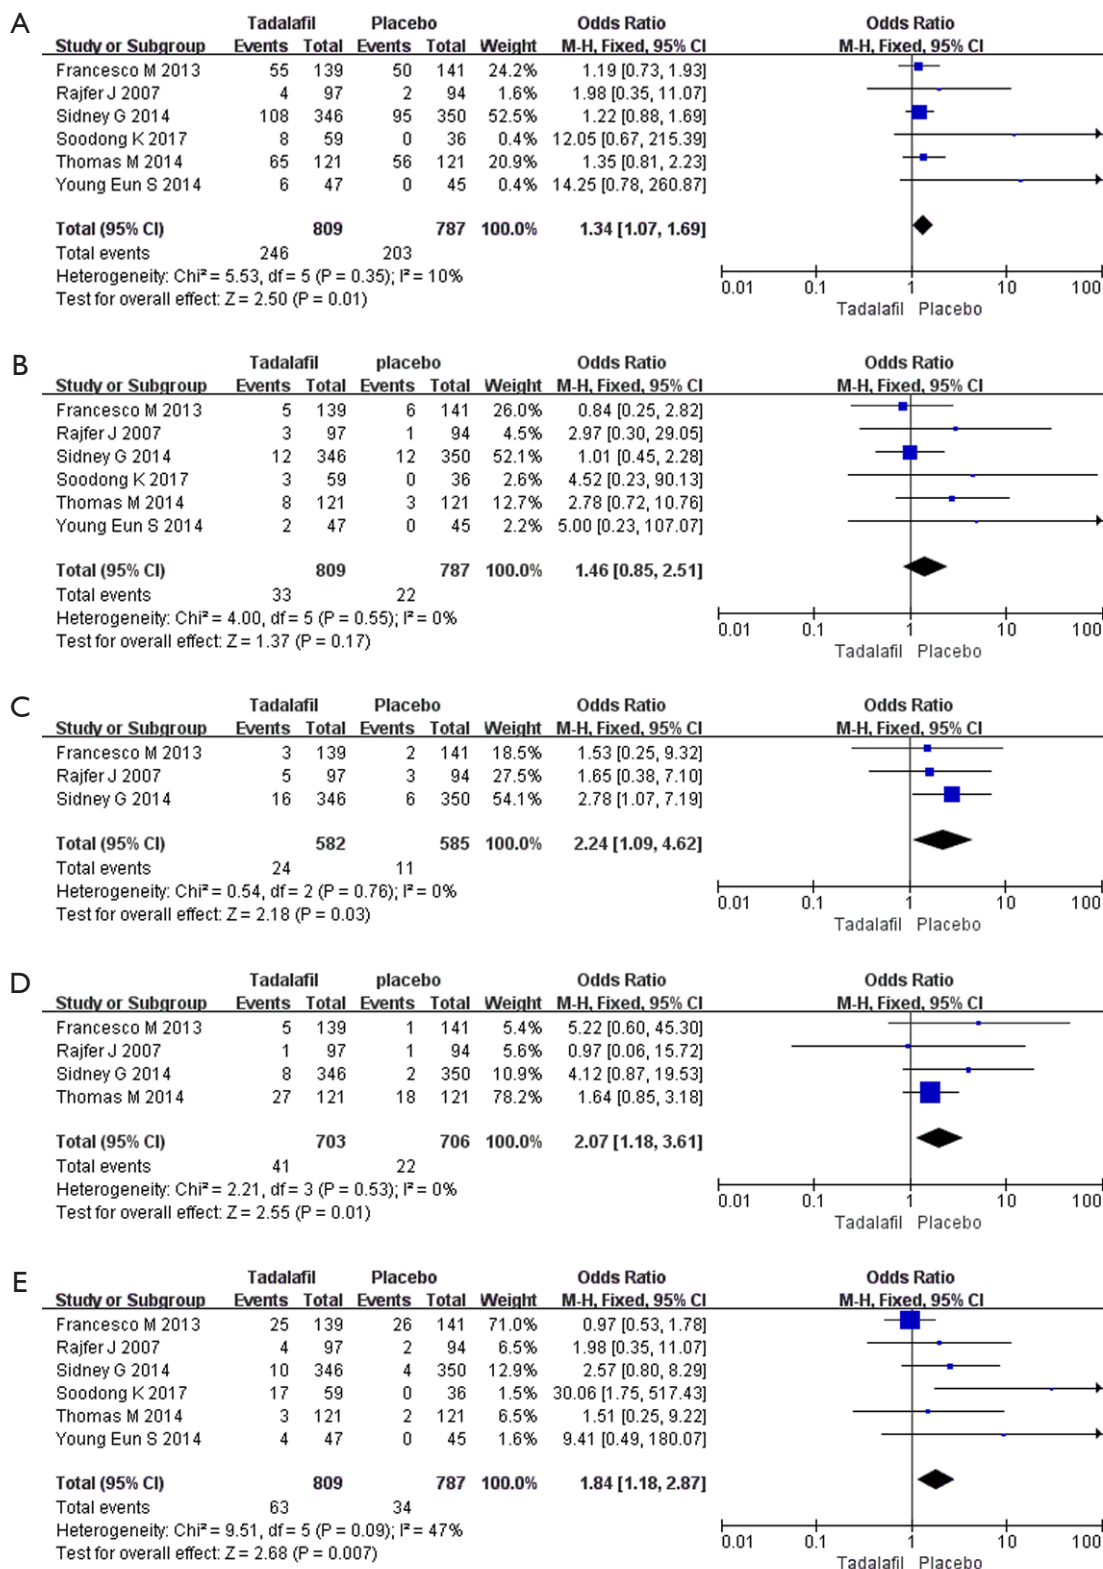 A
Tadalafil Placebo Odds Ratio Odds Ratio
Study or Subgroup Events Total Events Total Weight M-H, Fixed, 95% CI M-H, Fixed, 95% CI
Francesco M 2013 55 139 50 141 24.2% 1.19 [0.73, 1.93]
Rajfer J 2007 4 97 2 94 1.6% 1.98 [0.35, 11.07]
Sidney G 2014 108 346 95 350 52.5% 1.22 [0.88, 1.69]
Soodong K 2017 8 59 0 36 0.4% 12.05 [0.67, 215.39]
Thomas M 2014 65 121 56 121 20.9% 1.35 [0.81, 2.23]
Young Eun S 2014 6 47 0 45 0.4% 14.25 [0.78, 260.87]
Total (95% CI) 809 787 100.0% 1.34 [1.07, 1.69]
Total events 246 203
Heterogeneity: Chi² = 5.53, df = 5 (P = 0.35); I² = 10%
Test for overall effect: Z = 2.50 (P = 0.01)
0.01 0.1 1 10 100
Tadalafil Placebo
B
Tadalafil placebo Odds Ratio Odds Ratio
Study or Subgroup Events Total Events Total Weight M-H, Fixed, 95% CI M-H, Fixed, 95% CI
Francesco M 2013 5 139 6 141 26.0% 0.84 [0.25, 2.82]
Rajfer J 2007 3 97 1 94 4.5% 2.97 [0.30, 29.05]
Sidney G 2014 12 346 12 350 52.1% 1.01 [0.45, 2.28]
Soodong K 2017 3 59 0 36 2.6% 4.52 [0.23, 90.13]
Thomas M 2014 8 121 3 121 12.7% 2.78 [0.72, 10.76]
Young Eun S 2014 2 47 0 45 2.2% 5.00 [0.23, 107.07]
Total (95% CI) 809 787 100.0% 1.46 [0.85, 2.51]
Total events 33 22
Heterogeneity: Chi² = 4.00, df = 5 (P = 0.55); I² = 0%
Test for overall effect: Z = 1.37 (P = 0.17)
0.01 0.1 1 10 100
Tadalafil Placebo
C
Tadalafil Placebo Odds Ratio Odds Ratio
Study or Subgroup Events Total Events Total Weight M-H, Fixed, 95% CI M-H, Fixed, 95% CI
Francesco M 2013 3 139 2 141 18.5% 1.53 [0.25, 9.32]
Rajfer J 2007 5 97 3 94 27.5% 1.65 [0.38, 7.10]
Sidney G 2014 16 346 6 350 54.1% 2.78 [1.07, 7.19]
Total (95% CI) 582 585 100.0% 2.24 [1.09, 4.62]
Total events 24 11
Heterogeneity: Chi² = 0.54, df = 2 (P = 0.76); I² = 0%
Test for overall effect: Z = 2.18 (P = 0.03)
0.01 0.1 1 10 100
Tadalafil Placebo
D
Tadalafil placebo Odds Ratio Odds Ratio
Study or Subgroup Events Total Events Total Weight M-H, Fixed, 95% CI M-H, Fixed, 95% CI
Francesco M 2013 5 139 1 141 5.4% 5.22 [0.60, 45.30]
Rajfer J 2007 1 97 1 94 5.6% 0.97 [0.06, 15.72]
Sidney G 2014 8 346 2 350 10.9% 4.12 [0.87, 19.53]
Thomas M 2014 27 121 18 121 78.2% 1.64 [0.85, 3.18]
Total (95% CI) 703 706 100.0% 2.07 [1.18, 3.61]
Total events 41 22
Heterogeneity: Chi² = 2.21, df = 3 (P = 0.53); I² = 0%
Test for overall effect: Z = 2.55 (P = 0.01)
0.01 0.1 1 10 100
Tadalafil Placebo
E
Tadalafil Placebo Odds Ratio Odds Ratio
Study or Subgroup Events Total Events Total Weight M-H, Fixed, 95% CI M-H, Fixed, 95% CI
Francesco M 2013 25 139 26 141 71.0% 0.97 [0.53, 1.78]
Rajfer J 2007 4 97 2 94 6.5% 1.98 [0.35, 11.07]
Sidney G 2014 10 346 4 350 12.9% 2.57 [0.80, 8.29]
Soodong K 2017 17 59 0 36 1.5% 30.06 [1.75, 517.43]
Thomas M 2014 3 121 2 121 6.5% 1.51 [0.25, 9.22]
Young Eun S 2014 4 47 0 45 1.6% 9.41 [0.49, 180.07]
Total (95% CI) 809 787 100.0% 1.84 [1.18, 2.87]
Total events 63 34
Heterogeneity: Chi² = 9.51, df = 5 (P = 0.09); I² = 47%
Test for overall effect: Z = 2.68 (P = 0.007)
0.01 0.1 1 10 100
Tadalafil Placebo